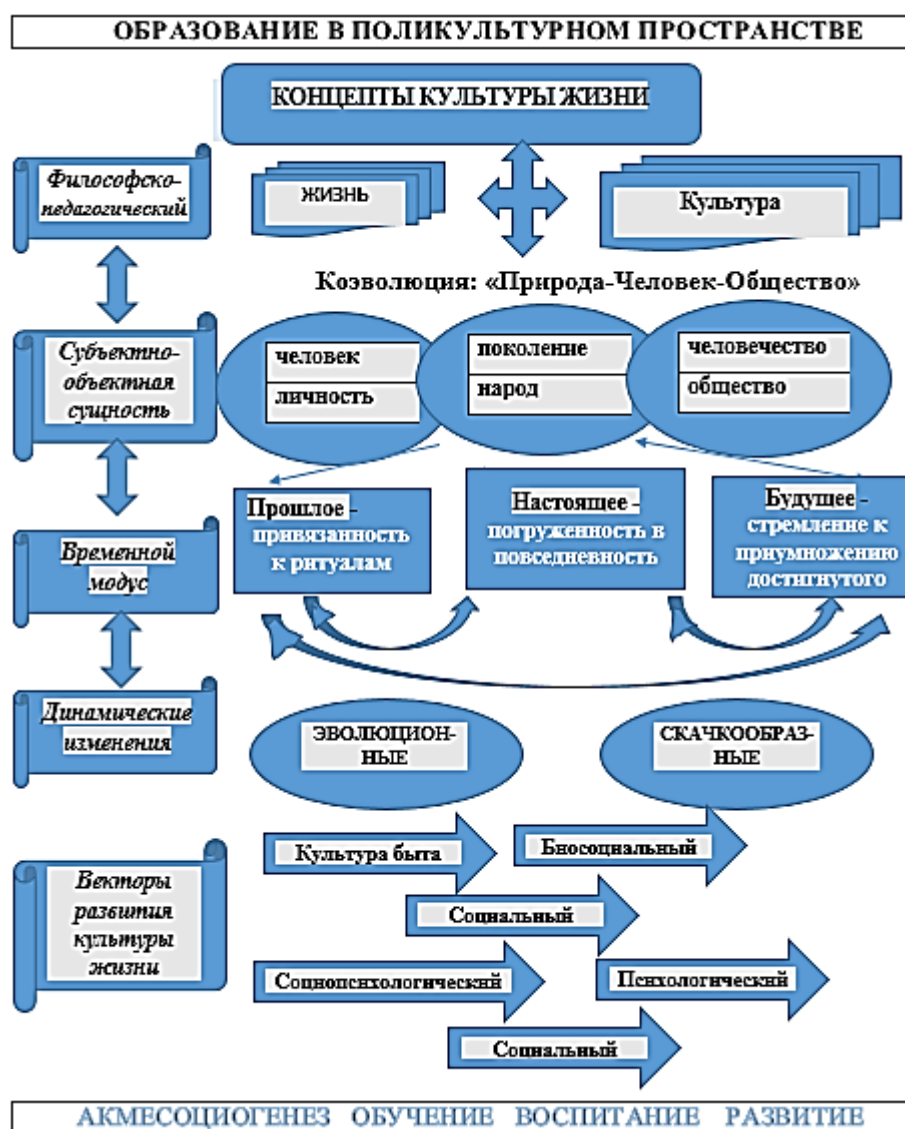 ОБРАЗОВАНИЕ В ПОЛИКУЛЬТУРНОМ ПРОСТРАНСТВЕ
КОНЦЕПТЫ КУЛЬТУРЫ ЖИЗНИ
Философско-
педагогический
ЖИЗНЬ
Культура
Коэволюция: «Природа-Человек-Общество»
Субъектно-
объектная
сущность
человек
личность
поколение
народ
человечество
общество
Временной
модус
Прошлое -
привязанность
к ритуалам
Настоящее -
погруженность в
повседневность
Будущее -
стремление к
приумножению
достигнутого
Динамические
изменения
ЭВОЛЮЦИОН-
НЫЕ
СКАЧКООБРАЗ-
НЫЕ
Векторы
развития
культуры
жизни
Культура быта
Биосоциальный
Социальный
Социопсихологический
Психологический
Социальный
АКМЕСОЦИОГЕНЕЗ ОБУЧЕНИЕ ВОСПИТАНИЕ РАЗВИТИЕ